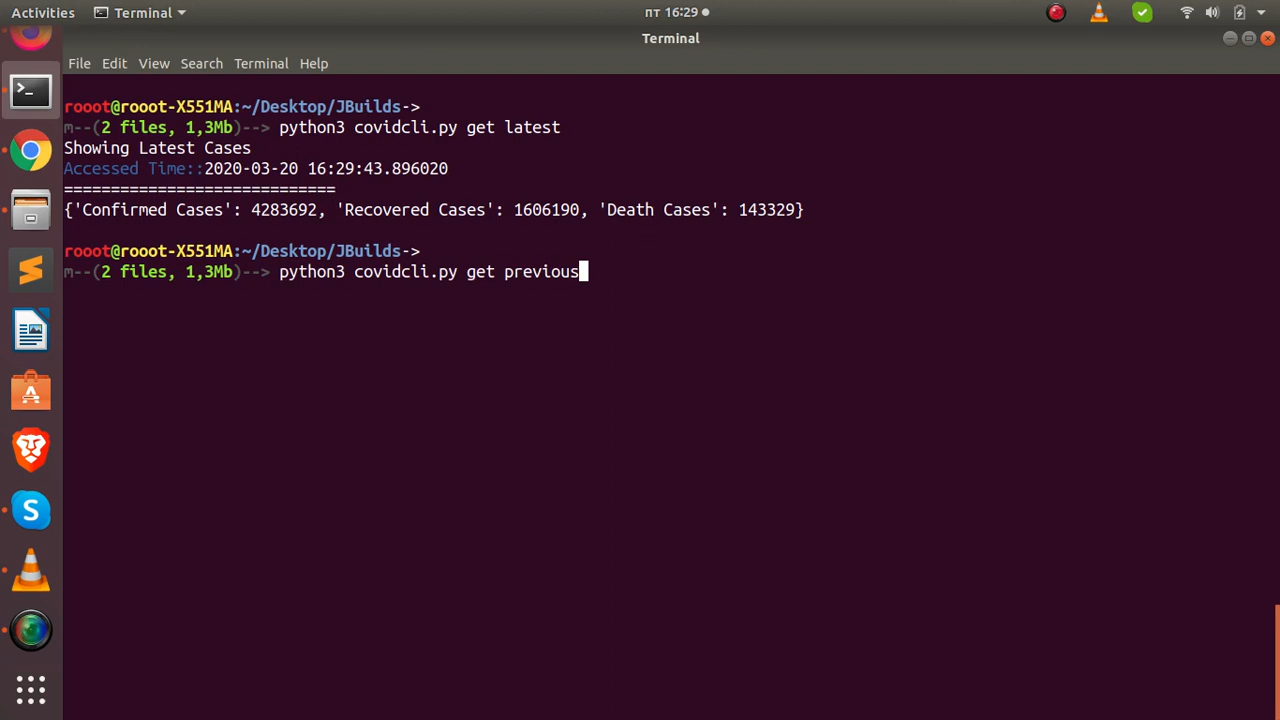 Activities Terminal пт 16:29
Terminal
File Edit View Search Terminal Help
rooot@rooot-X551MA:~/Desktop/JBuilds->
m--(2 files, 1,3Mb)--> python3 covidcli.py get latest
Showing Latest Cases
Accessed Time::2020-03-20 16:29:43.896020
=============================
{'Confirmed Cases': 4283692, 'Recovered Cases': 1606190, 'Death Cases': 143329}
rooot@rooot-X551MA:~/Desktop/JBuilds->
m--(2 files, 1,3Mb)--> python3 covidcli.py get previous